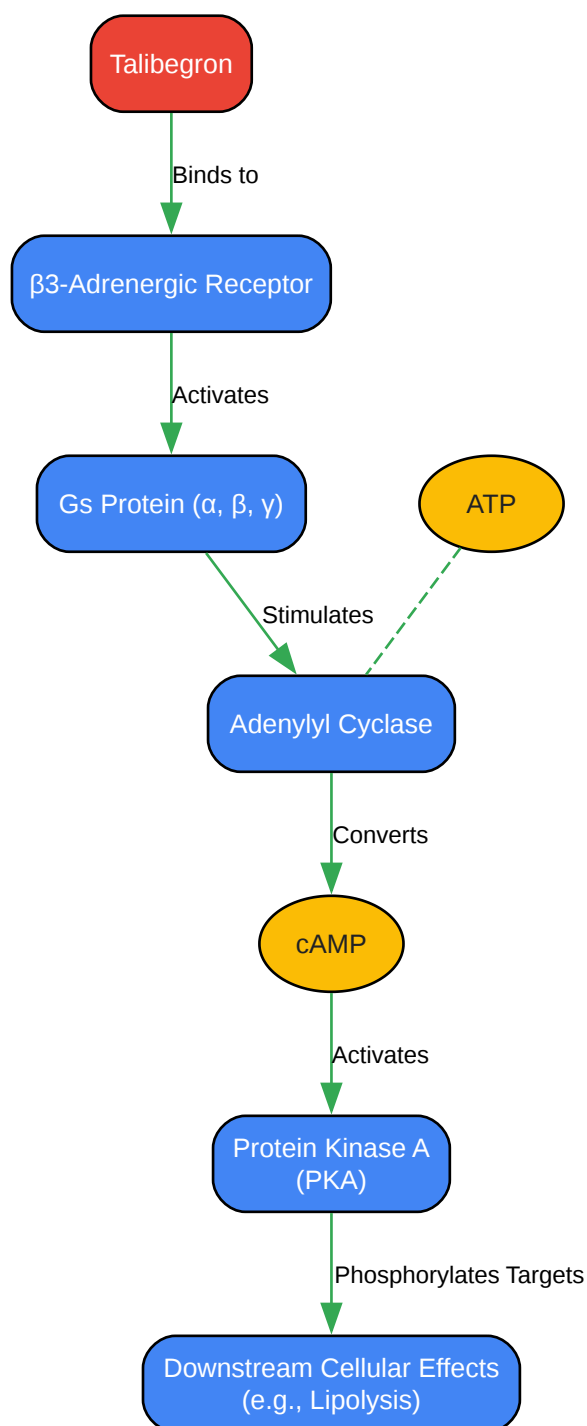 Talibegron
Binds to
β3-Adrenergic Receptor
Activates
Gs Protein (α, β, γ)
ATP
Stimulates
Adenylyl Cyclase
Converts
cAMP
Activates
Protein Kinase A
(PKA)
Phosphorylates Targets
Downstream Cellular Effects
(e.g., Lipolysis)